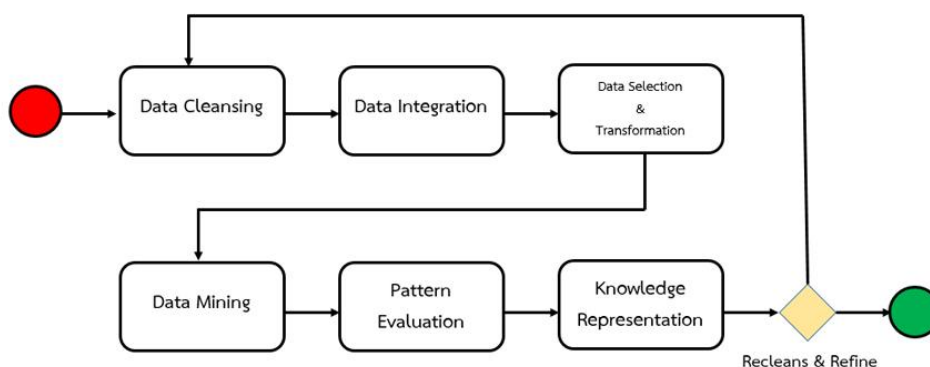 Data Cleansing
Data Integration
Data Selection
&
Transformation
Data Mining
Pattern
Evaluation
Knowledge
Representation
Recleans & Refine